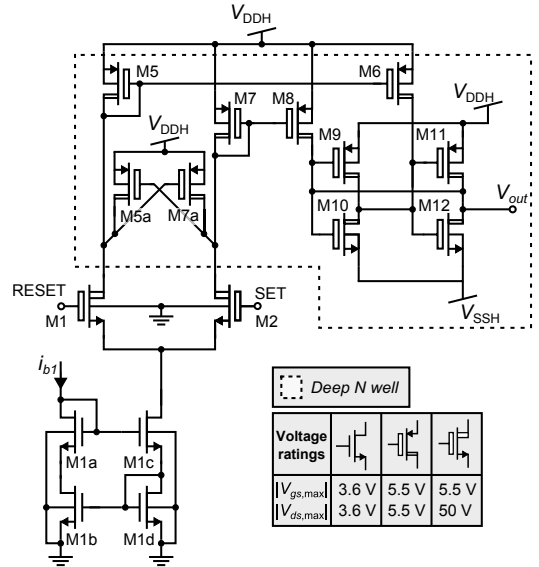 VDDH
M5
M6
M7
M8
VDDH
VDDH
M9
M11
M5a
M7a
M10
M12
Vout
RESET
SET
M1
M2
VSSH
ib1
Deep N well
M1a
M1c
Voltage ratings
|Vgs,max| 3.6 V 5.5 V 5.5 V
|Vds,max| 3.6 V 5.5 V 50 V
M1b
M1d